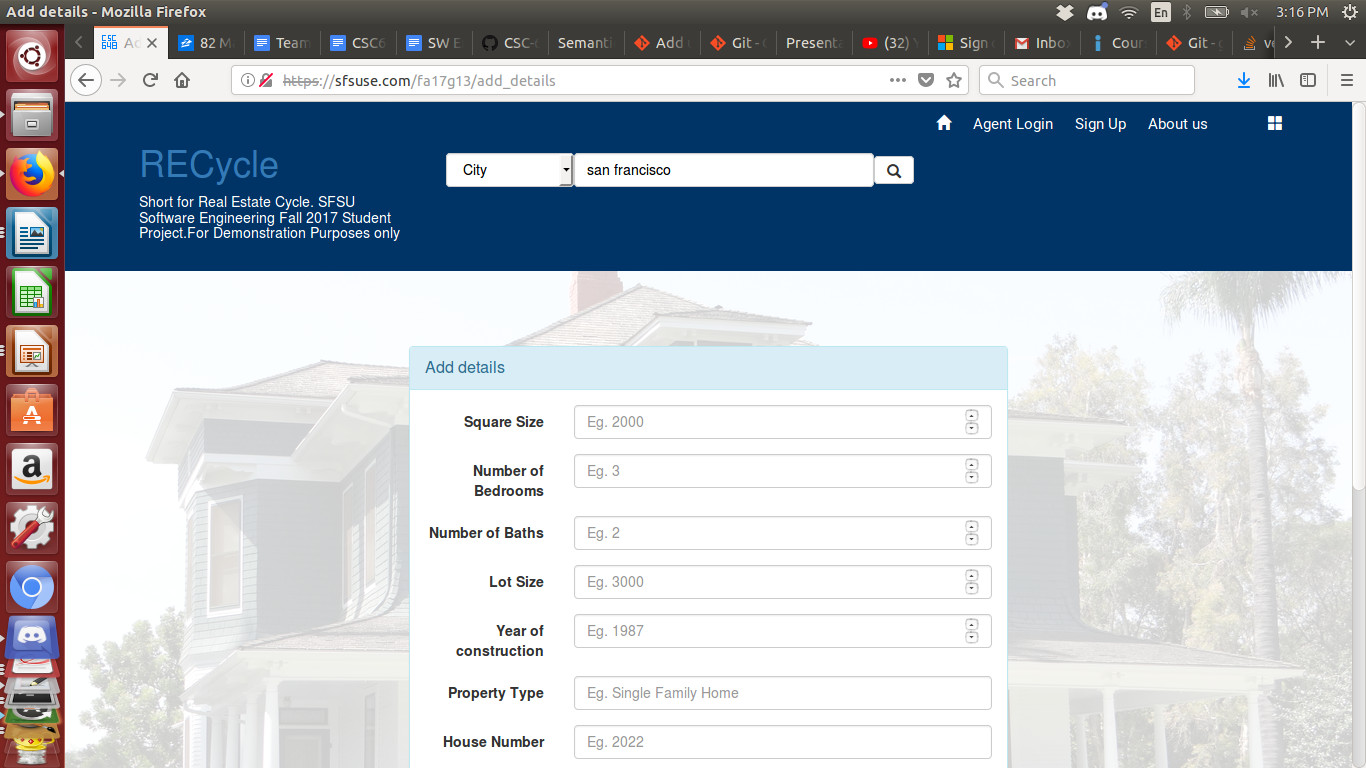 Add details - Mozilla Firefox
En
3:16 PM
Ad
82 M
Team
CSC6
SW E
CSC-
Semanti
Add
Git -
Present
(32) Y
Sign
Inbo
Cour
Git - g
https://sfsuse.com/fa17g13/add_details
Search
Agent Login
Sign Up
About us
RECycle
City
san francisco
Short for Real Estate Cycle. SFSU
Software Engineering Fall 2017 Student
Project.For Demonstration Purposes only
Add details
Square Size
Eg. 2000
Number of
Bedrooms
Eg. 3
Number of Baths
Eg. 2
Lot Size
Eg. 3000
Year of
construction
Eg. 1987
Property Type
Eg. Single Family Home
House Number
Eg. 2022